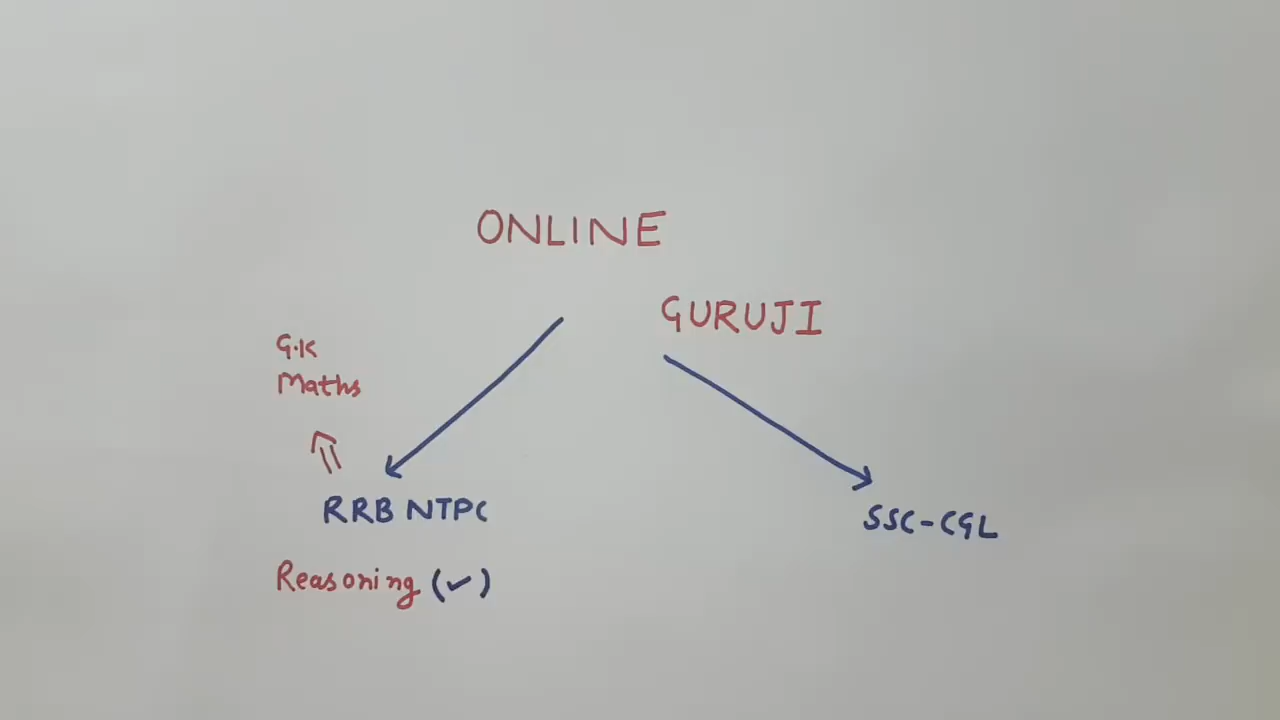 ONLINE
GURUJI
G.K
Maths
RRB NTPC
SSC-CGL
Reasoning (✓)